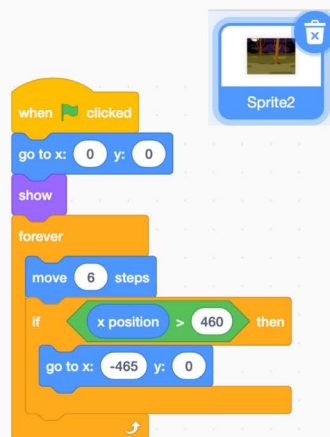 Sprite2
when clicked
go to x: 0 y: 0
show
forever
move 6 steps
if x position > 460 then
go to x: -465 y: 0